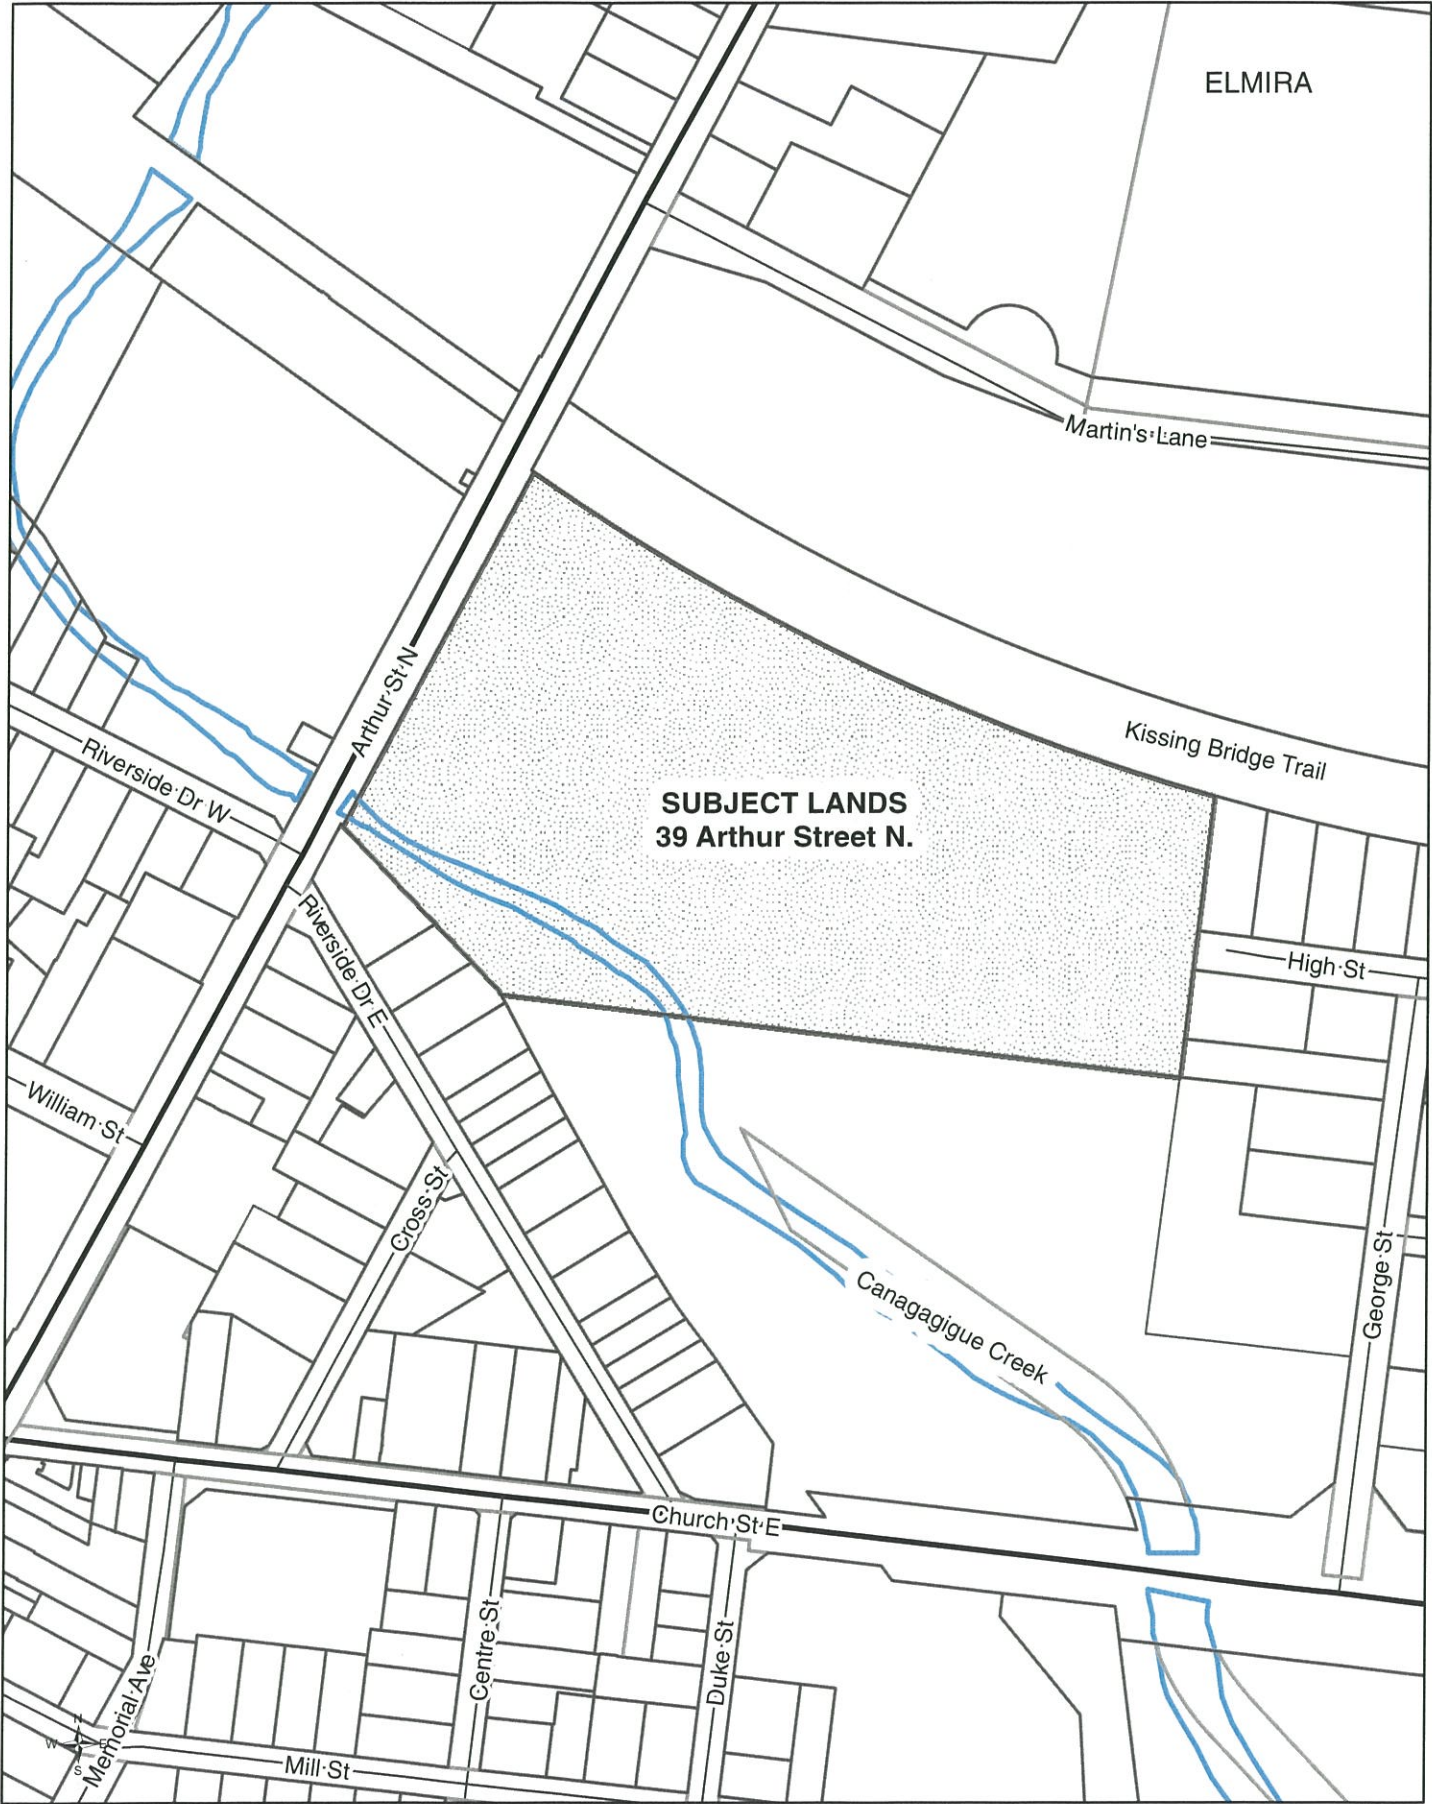 ELMIRA
Martin's Lane
Arthur St N
Kissing Bridge Trail
Riverside Dr W
SUBJECT LANDS
39 Arthur Street N.
Riverside Dr E
High St
William St
Cross St
George St
Canagagigue Creek
Church St E
Centre St
Duke St
Memorial Ave
N
W E
S
Mill St